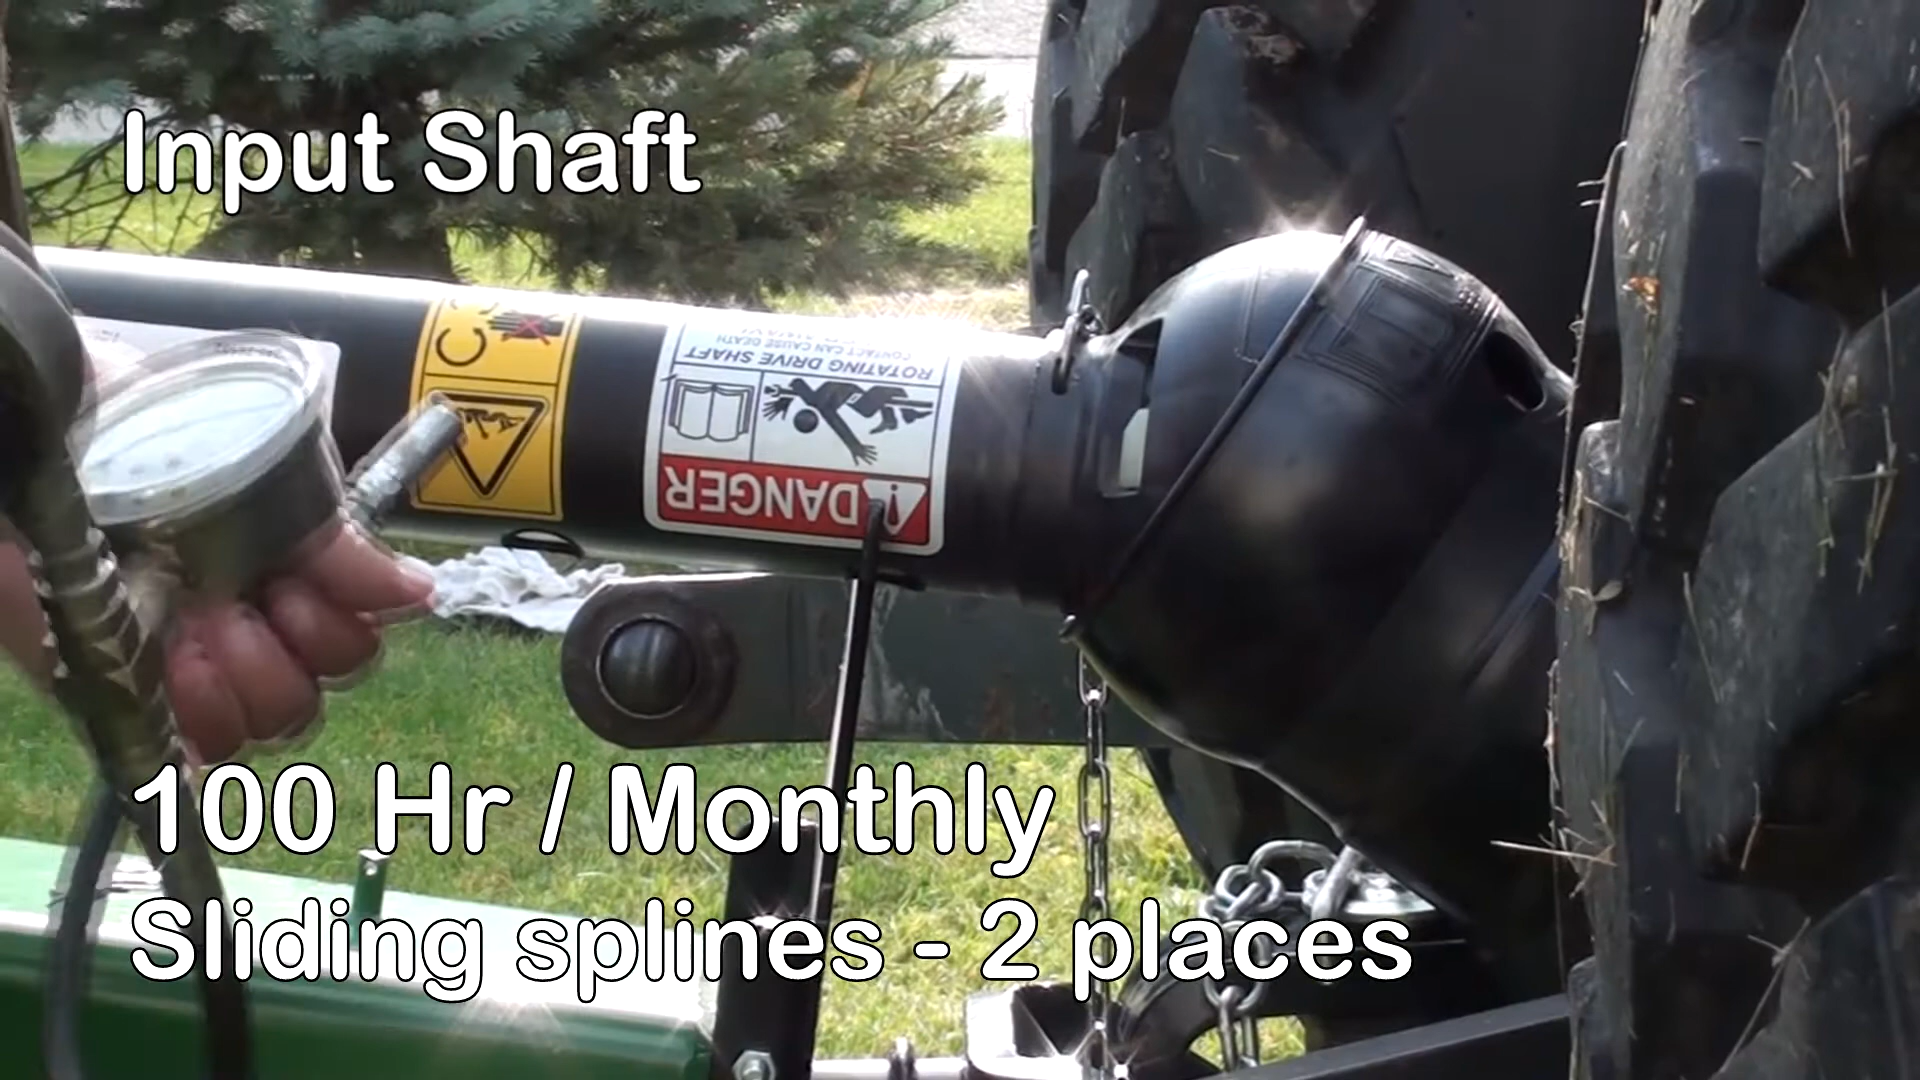 Input Shaft
CONTACT CAN CAUSE DEATH
ROTATING DRIVE SHAFT
DANGER
100 Hr / Monthly
Sliding splines - 2 places